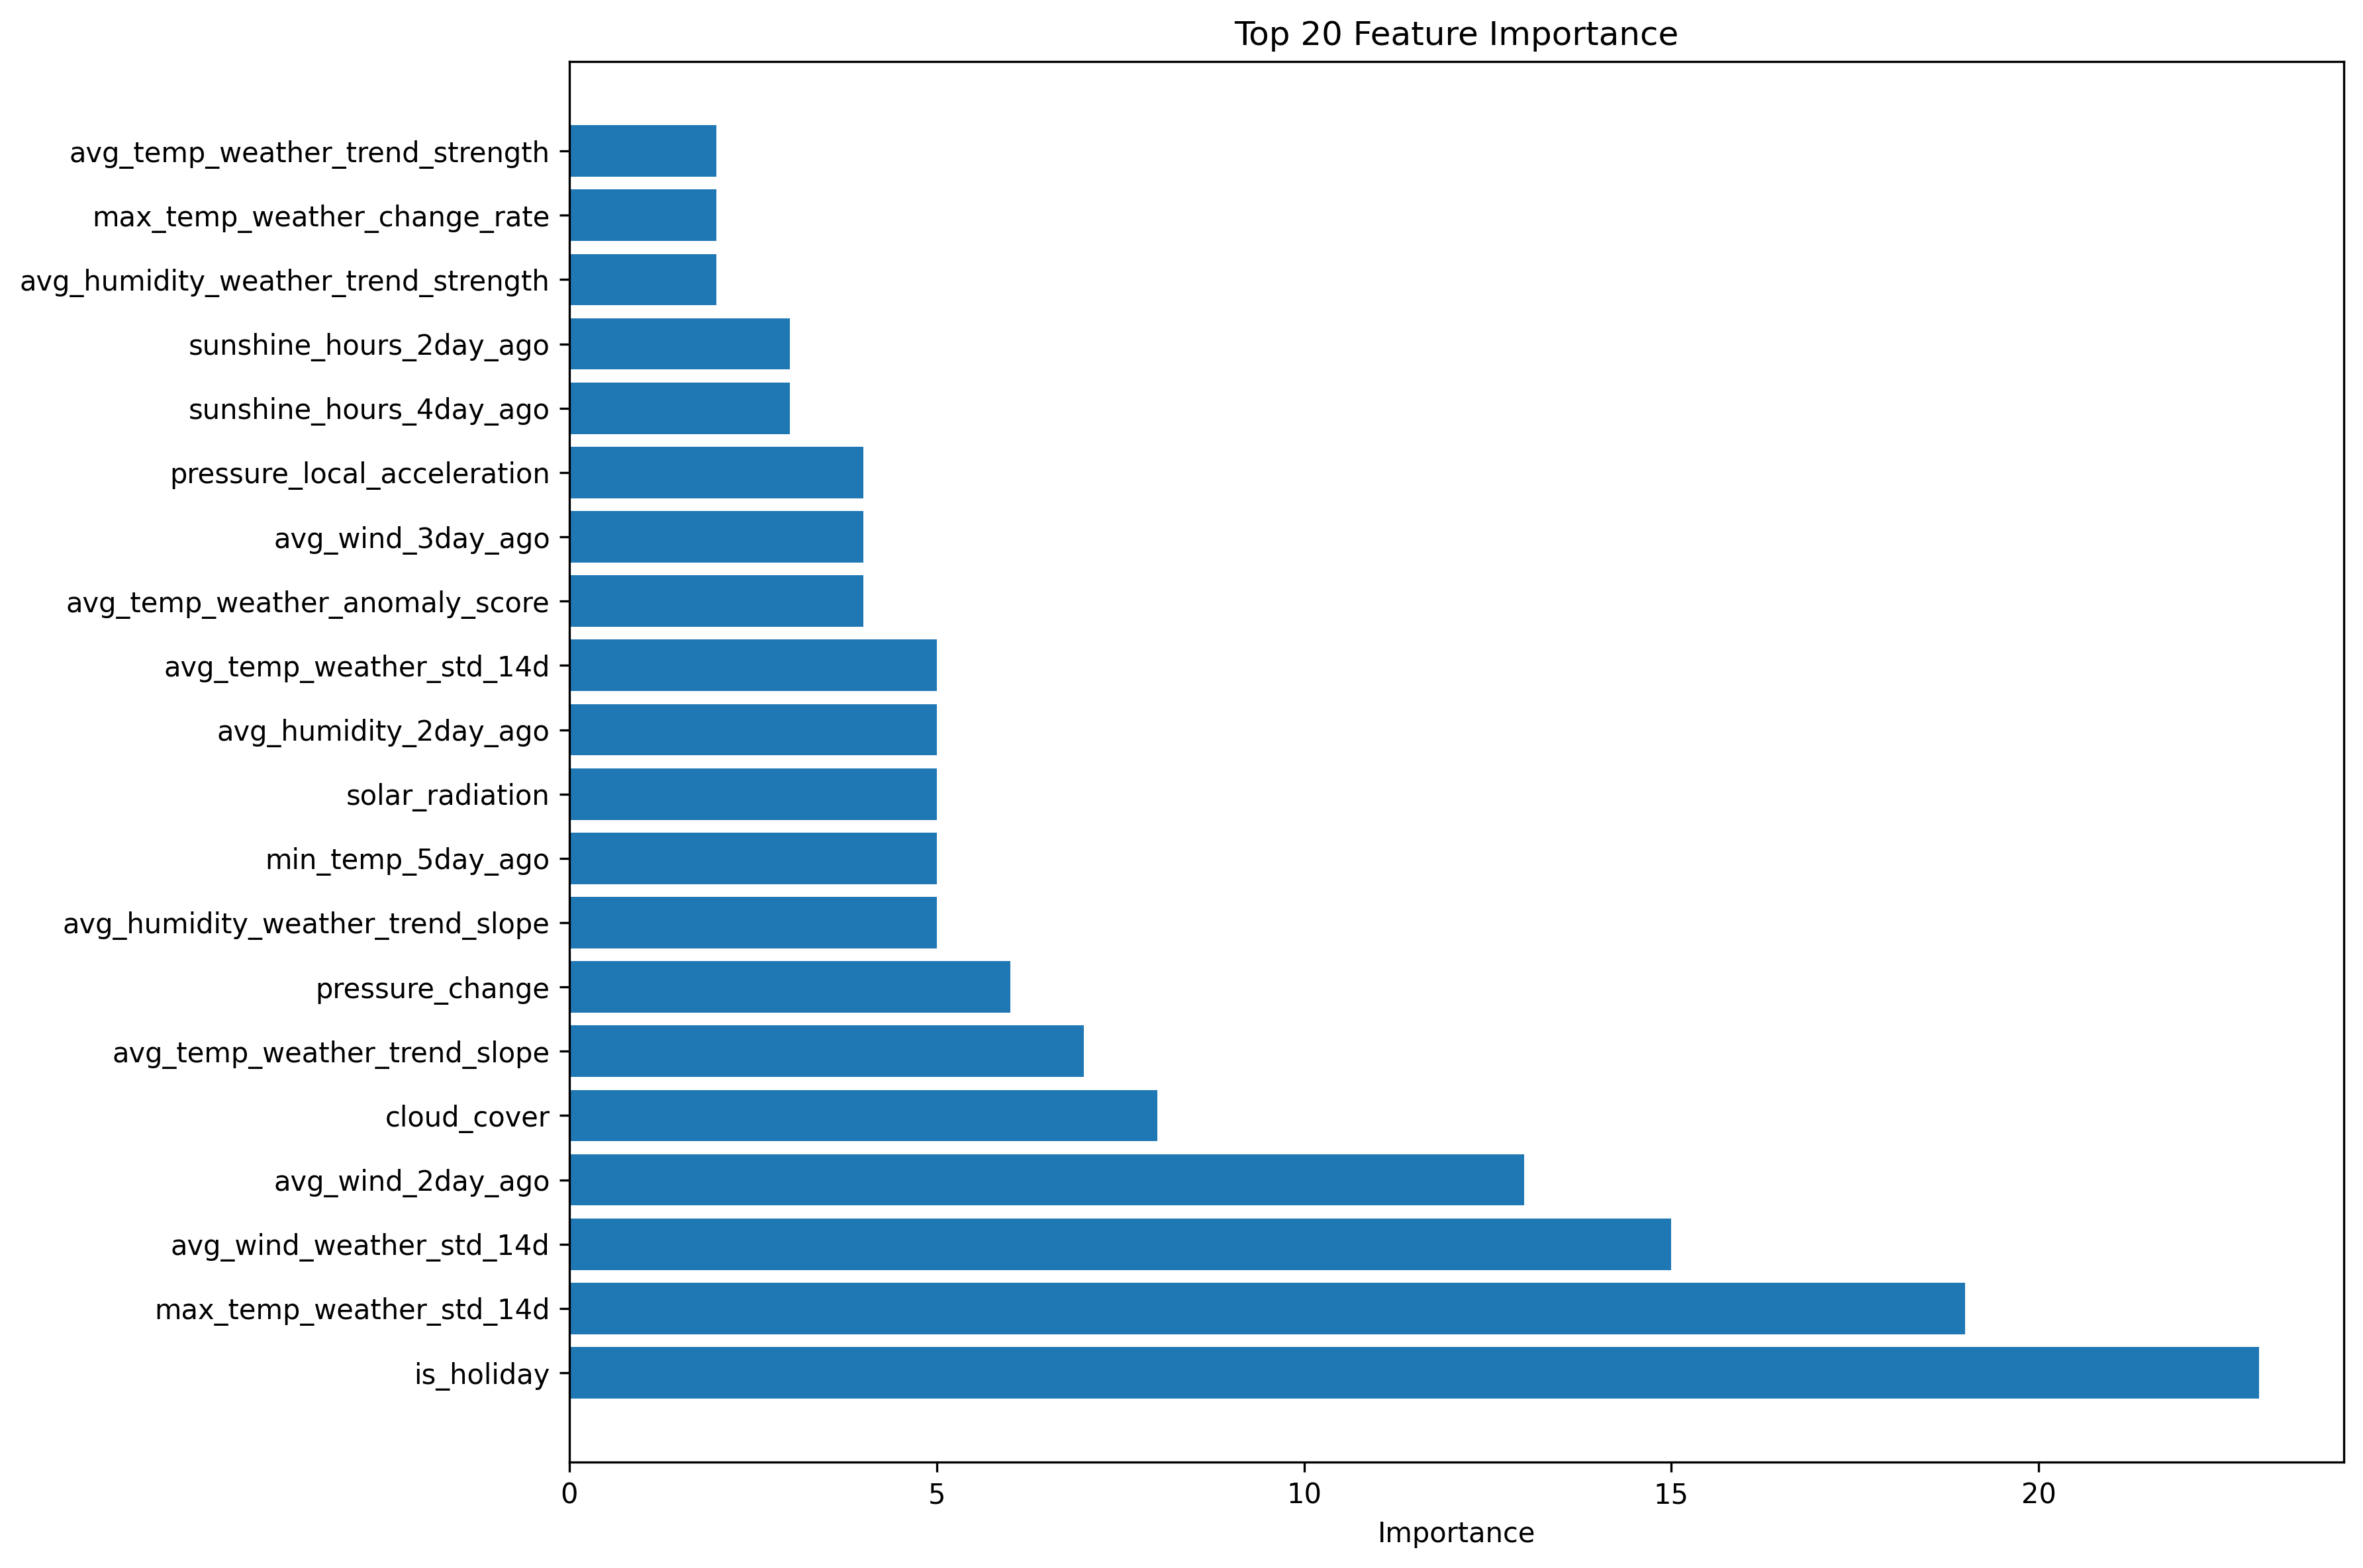 Top 20 Feature Importance
avg_temp_weather_trend_strength
max_temp_weather_change_rate
avg_humidity_weather_trend_strength
sunshine_hours_2day_ago
sunshine_hours_4day_ago
pressure_local_acceleration
avg_wind_3day_ago
avg_temp_weather_anomaly_score
avg_temp_weather_std_14d
avg_humidity_2day_ago
solar_radiation
min_temp_5day_ago
avg_humidity_weather_trend_slope
pressure_change
avg_temp_weather_trend_slope
cloud_cover
avg_wind_2day_ago
avg_wind_weather_std_14d
max_temp_weather_std_14d
is_holiday
0 5 10 15 20
Importance